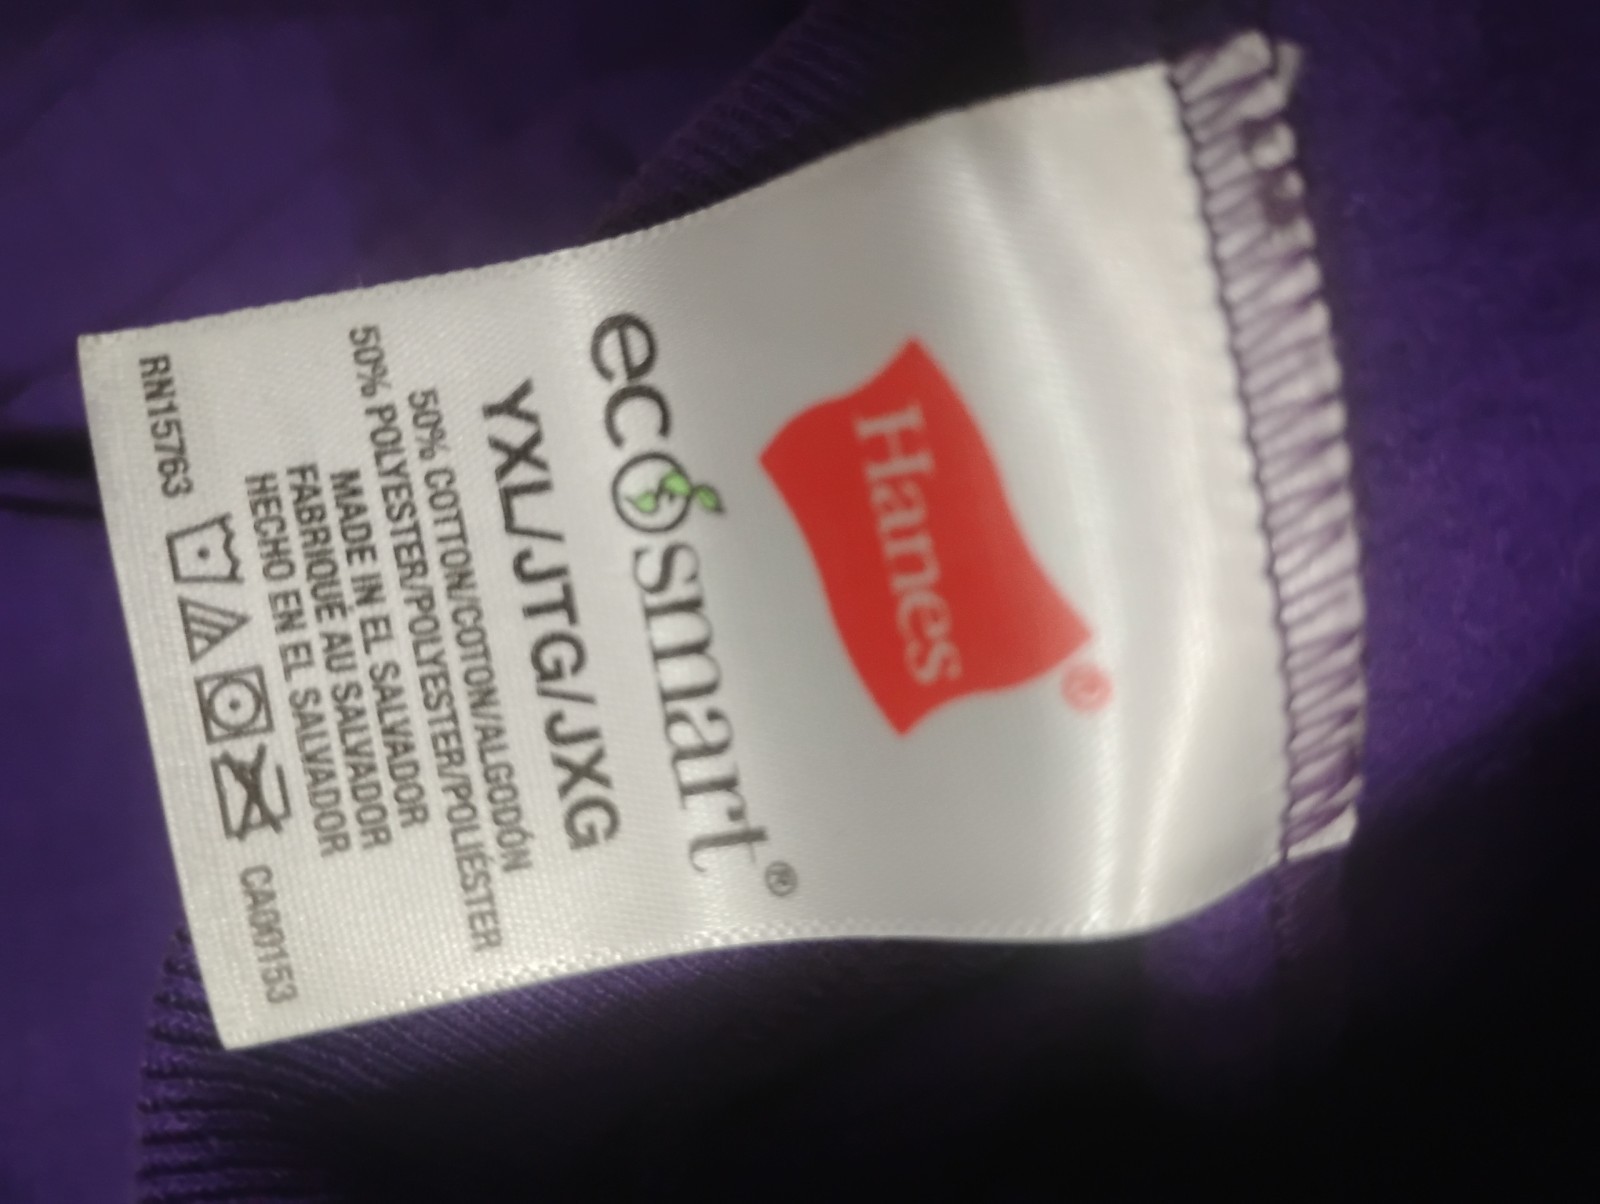 Hanes®
ecosmart®
YXL/JTG/JXG
50% COTTON/COTON/ALGODÓN
50% POLYESTER/POLYESTER/POLIÉSTER
MADE IN EL SALVADOR
FABRIQUÉ AU SALVADOR
HECHO EN EL SALVADOR
RN15763 CA00153